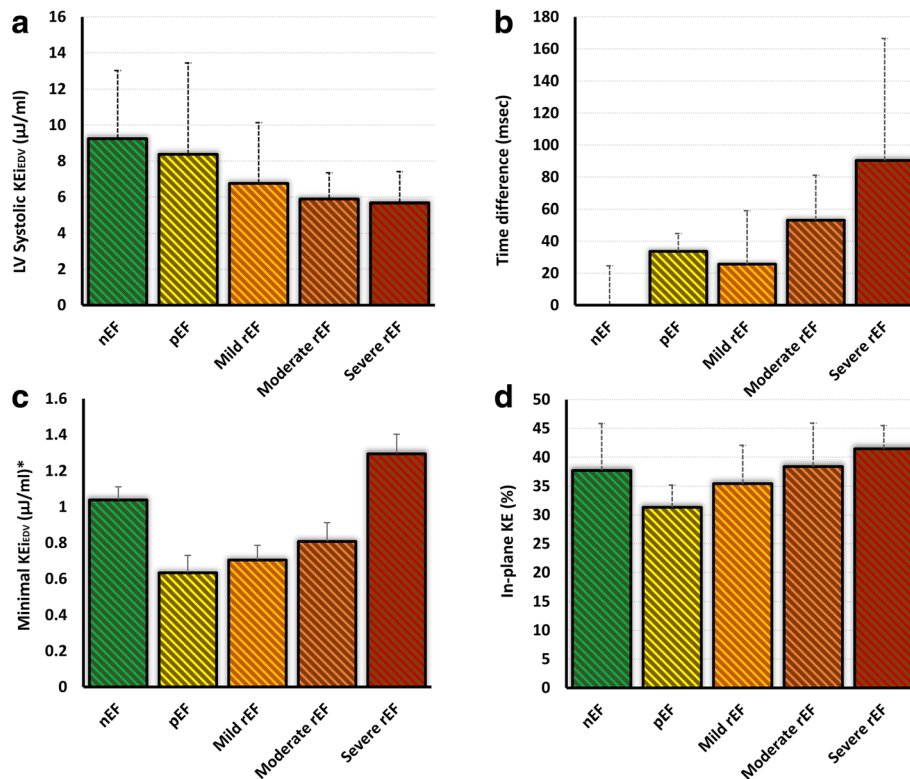 a
LV Systolic KEiEDV (µJ/ml)
16
14
12
10
8
6
4
2
0
nEF
pEF
Mild rEF
Moderate rEF
Severe rEF
b
Time difference (msec)
180
160
140
120
100
80
60
40
20
0
nEF
pEF
Mild rEF
Moderate rEF
Severe rEF
c
Minimal KEiEDV (µJ/ml)*
1.6
1.4
1.2
1
0.8
0.6
0.4
0.2
0
nEF
pEF
Mild rEF
Moderate rEF
Severe rEF
d
In-plane KE (%)
50
45
40
35
30
25
20
15
10
5
0
nEF
pEF
Mild rEF
Moderate rEF
Severe rEF